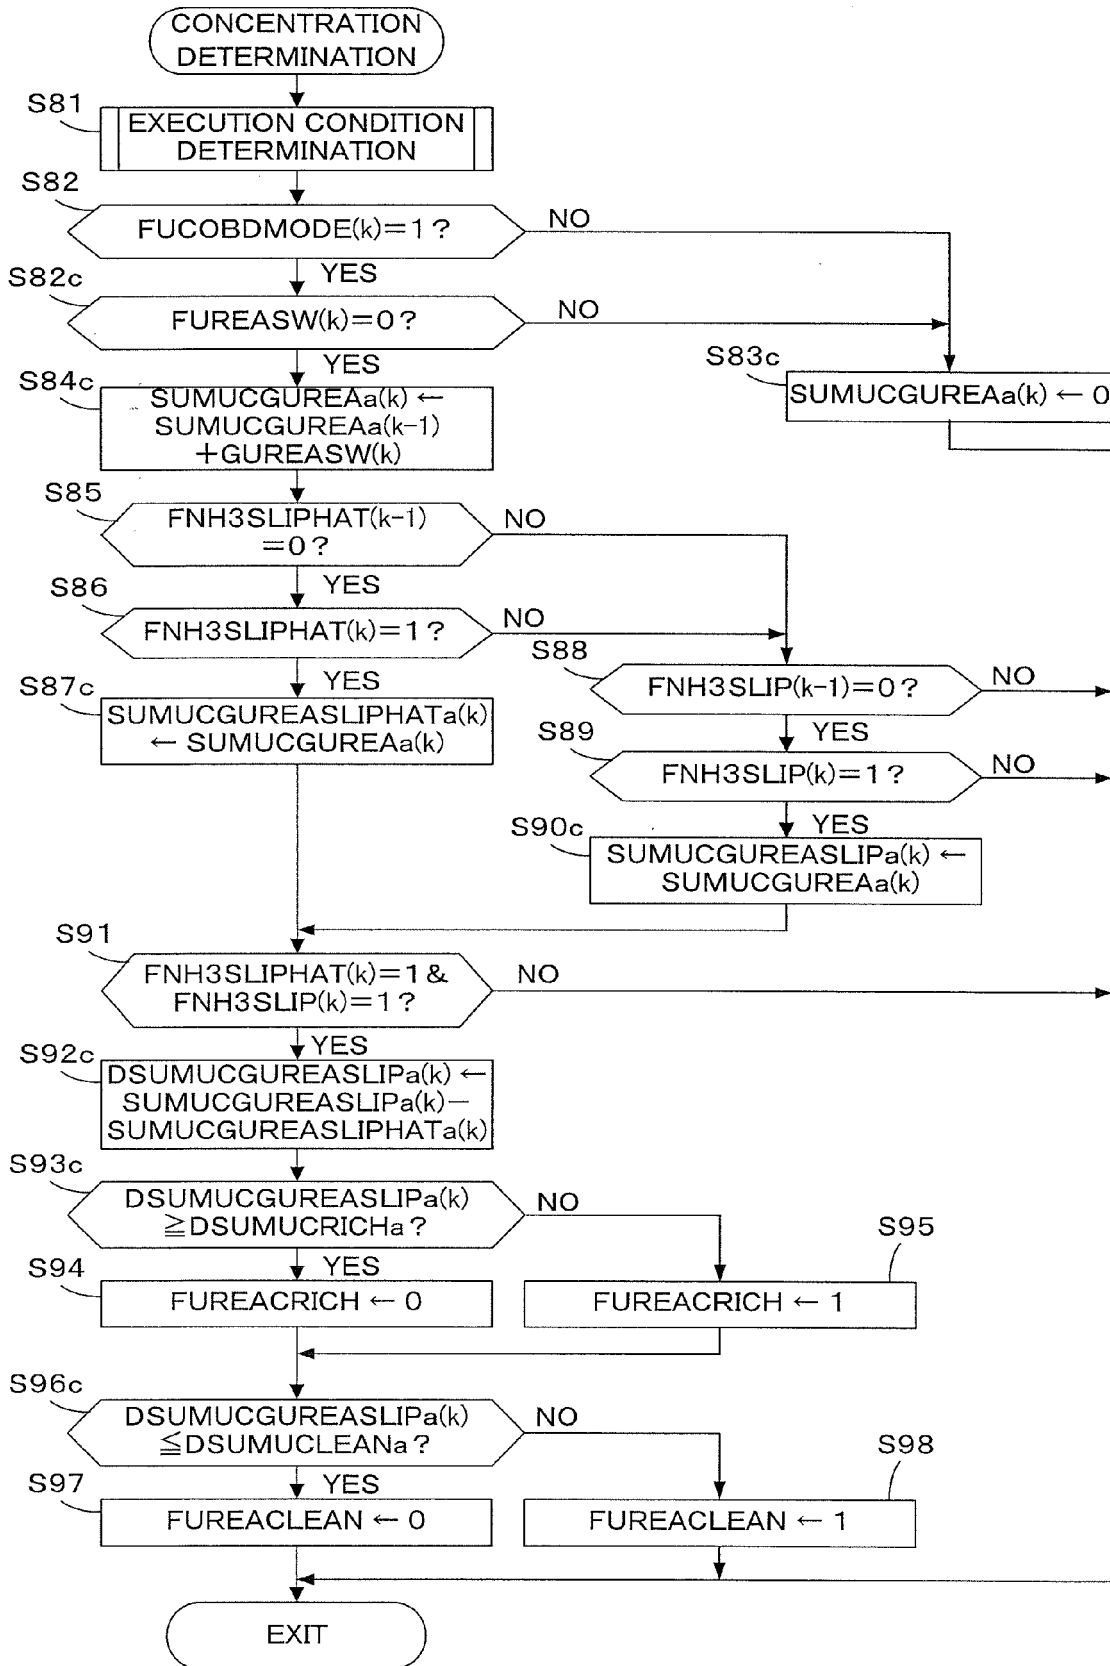 CONCENTRATION
DETERMINATION
S81
EXECUTION CONDITION
DETERMINATION
S82
FUCOBDMODE(k)=1?
NO
YES
S82c
FUREASW(k)=0?
NO
YES
S83c
SUMUCGUREAa(k) ← 0
S84c
SUMUCGUREAa(k) ←
SUMUCGUREAa(k-1)
+GUREASW(k)
S85
FNH3SLIPHAT(k-1)
=0?
NO
YES
S86
FNH3SLIPHAT(k)=1?
NO
YES
S87c
SUMUCGUREASLIPHATa(k)
← SUMUCGUREAa(k)
S88
FNH3SLIP(k-1)=0?
NO
YES
S89
FNH3SLIP(k)=1?
NO
YES
S90c
SUMUCGUREASLIPa(k) ←
SUMUCGUREAa(k)
S91
FNH3SLIPHAT(k)=1 &
FNH3SLIP(k)=1?
NO
YES
S92c
DSUMUCGUREASLIPa(k) ←
SUMUCGUREASLIPa(k)−
SUMUCGUREASLIPHATa(k)
S93c
DSUMUCGUREASLIPa(k)
≧DSUMUCRICHa?
NO
YES
S94
FUREACRICH ← 0
S95
FUREACRICH ← 1
S96c
DSUMUCGUREASLIPa(k)
≦DSUMUCLEANa?
NO
YES
S97
FUREACLEAN ← 0
S98
FUREACLEAN ← 1
EXIT